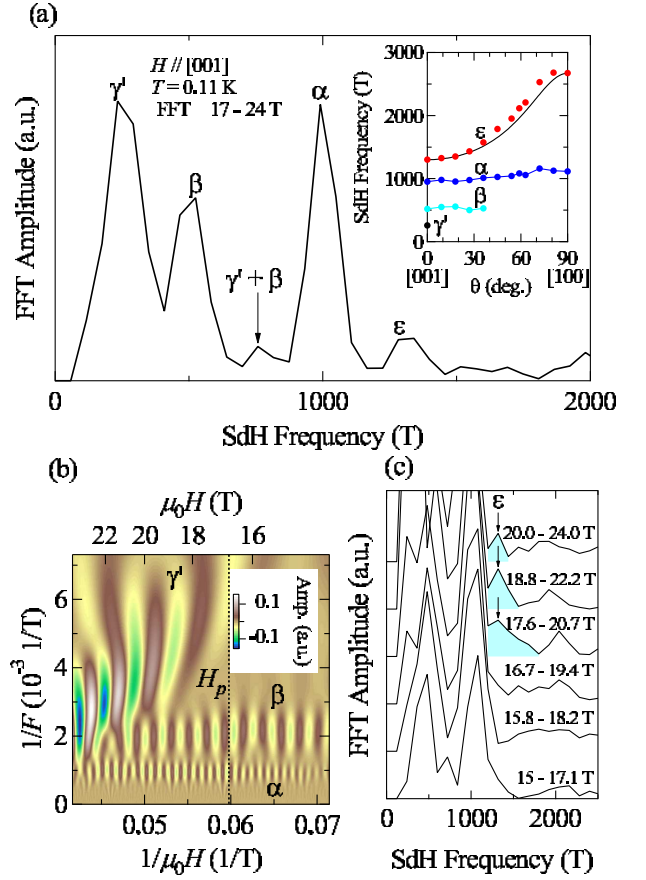 (a)
H // [001]
T = 0.11 K
FFT 17 – 24 T
γ'
β
γ' + β
α
ε
FFT Amplitude (a.u.)
0
1000
2000
SdH Frequency (T)
SdH Frequency (T)
3000
2000
1000
0
ε
α
β
γ'
0
30
60
90
[001]
θ (deg.)
[100]
(b)
μ0H (T)
22
20
18
16
γ'
Amp. (a.u.)
0.1
-0.1
Hp
β
α
1/F (10⁻³ 1/T)
6
4
2
0
0.05
0.06
0.07
1/μ0H (1/T)
(c)
ε
20.0 – 24.0 T
18.8 – 22.2 T
17.6 – 20.7 T
16.7 – 19.4 T
15.8 – 18.2 T
15 – 17.1 T
FFT Amplitude (a.u.)
0
1000
2000
SdH Frequency (T)